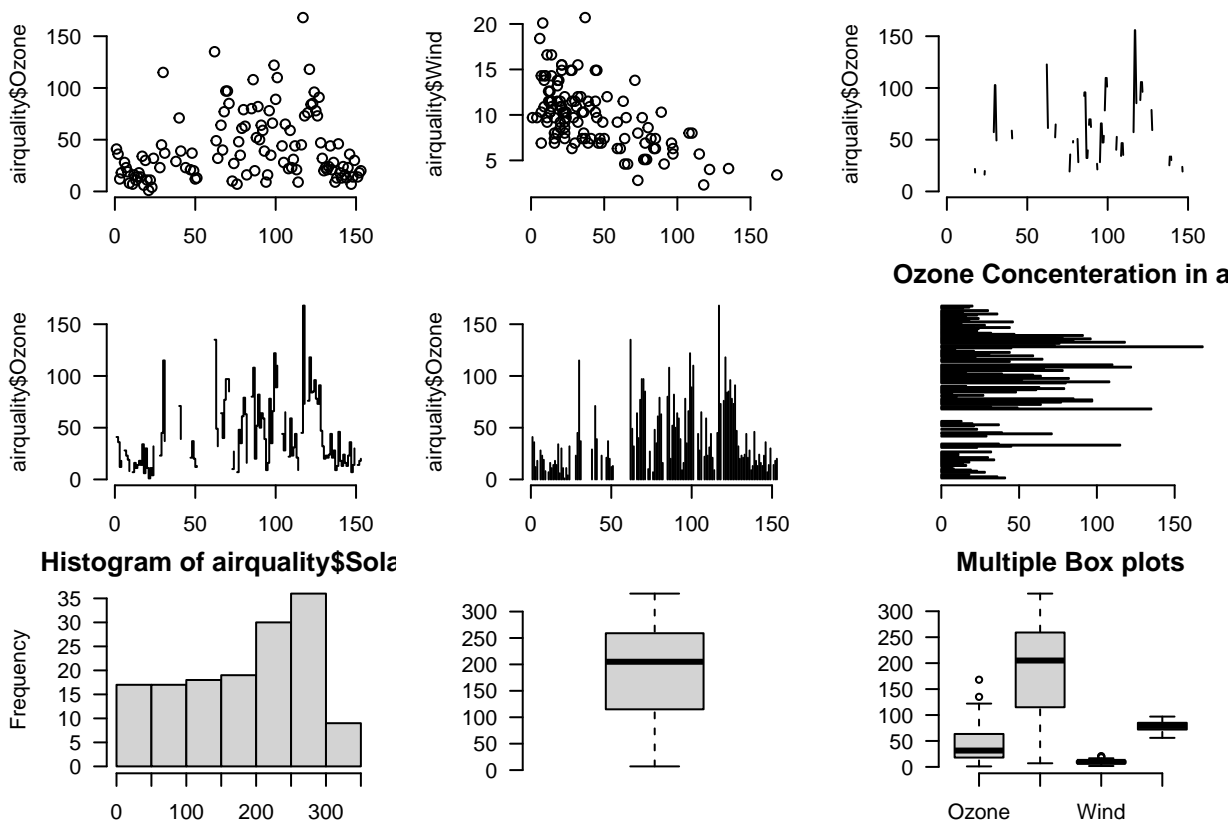 airquality$Ozone
150
100
50
0
0 50 100 150
airquality$Wind
20
15
10
5
0 50 100 150
airquality$Ozone
150
100
50
0
0 50 100 150
airquality$Ozone
150
100
50
0
0 50 100 150
airquality$Ozone
150
100
50
0
0 50 100 150
Ozone Concenteration in a
0 50 100 150
Histogram of airquality$Sola
Frequency
35
30
25
20
15
10
5
0
0 100 200 300
300
250
200
150
100
50
0
Multiple Box plots
300
250
200
150
100
50
0
Ozone Wind